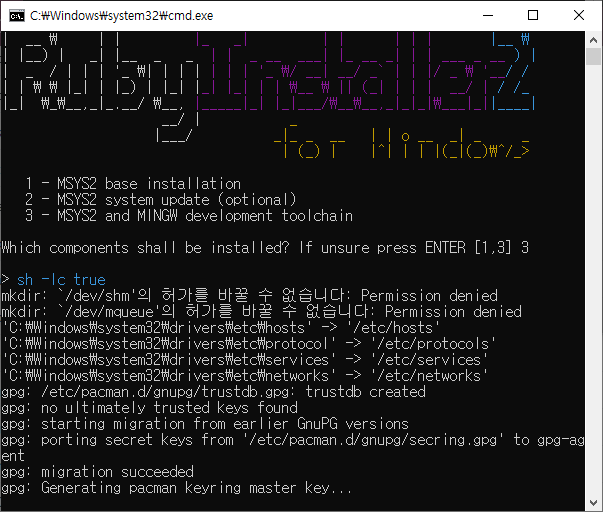 C:₩Windows₩system32₩cmd.exe
RubyInstaller2
for Windows
1 - MSYS2 base installation
2 - MSYS2 system update (optional)
3 - MSYS2 and MINGW development toolchain
Which components shall be installed? If unsure press ENTER [1,3] 3
> sh -lc true
mkdir: `/dev/shm'의 허가를 바꿀 수 없습니다: Permission denied
mkdir: `/dev/mqueue'의 허가를 바꿀 수 없습니다: Permission denied
'C:₩Windows₩system32₩drivers₩etc₩hosts' -> '/etc/hosts'
'C:₩Windows₩system32₩drivers₩etc₩protocol' -> '/etc/protocols'
'C:₩Windows₩system32₩drivers₩etc₩services' -> '/etc/services'
'C:₩Windows₩system32₩drivers₩etc₩networks' -> '/etc/networks'
gpg: /etc/pacman.d/gnupg/trustdb.gpg: trustdb created
gpg: no ultimately trusted keys found
gpg: starting migration from earlier GnuPG versions
gpg: porting secret keys from '/etc/pacman.d/gnupg/secring.gpg' to gpg-ag
ent
gpg: migration succeeded
gpg: Generating pacman keyring master key...